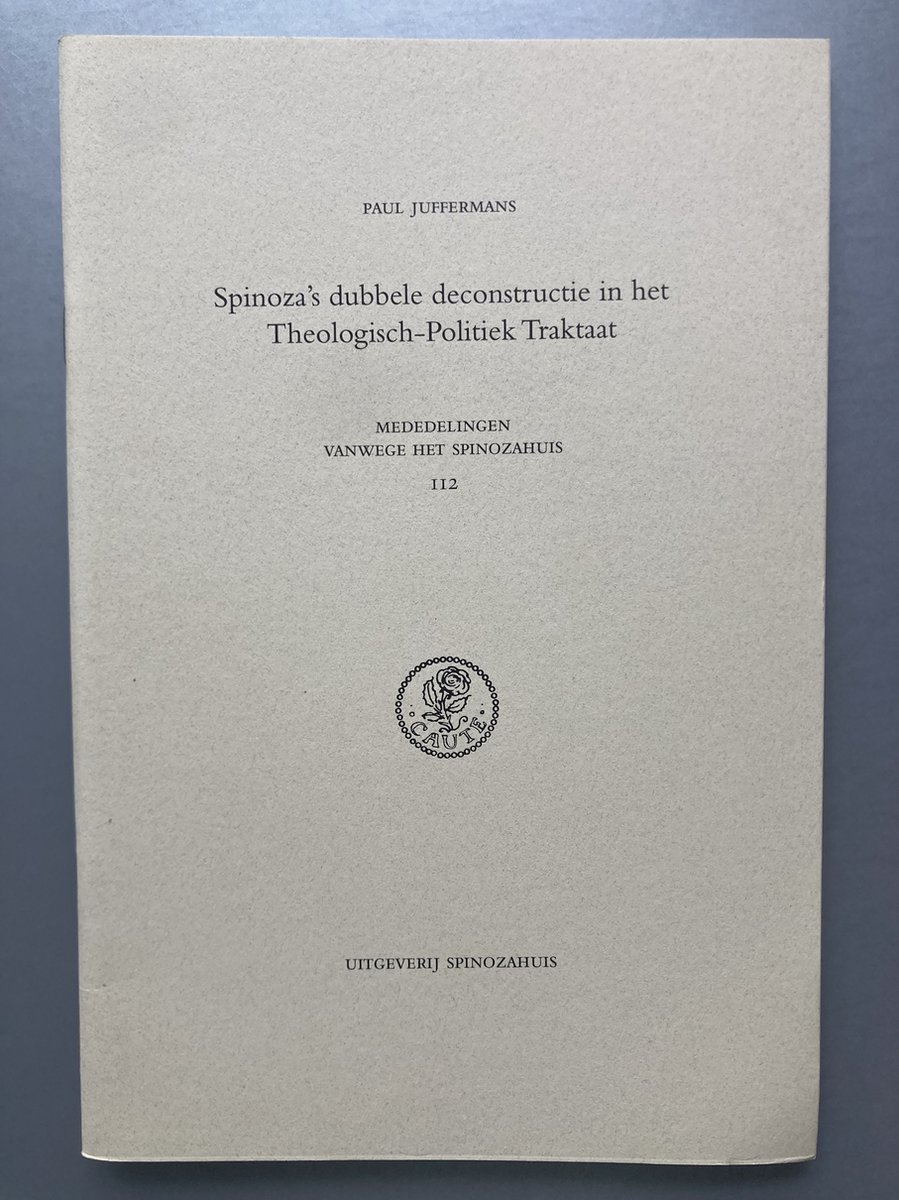 PAUL JUFFERMANS
Spinoza's dubbele deconstructie in het
Theologisch-Politiek Traktaat
MEDEDELINGEN
VANWEGE HET SPINOZAHUIS
112
CAUTE
UITGEVERIJ SPINOZAHUIS